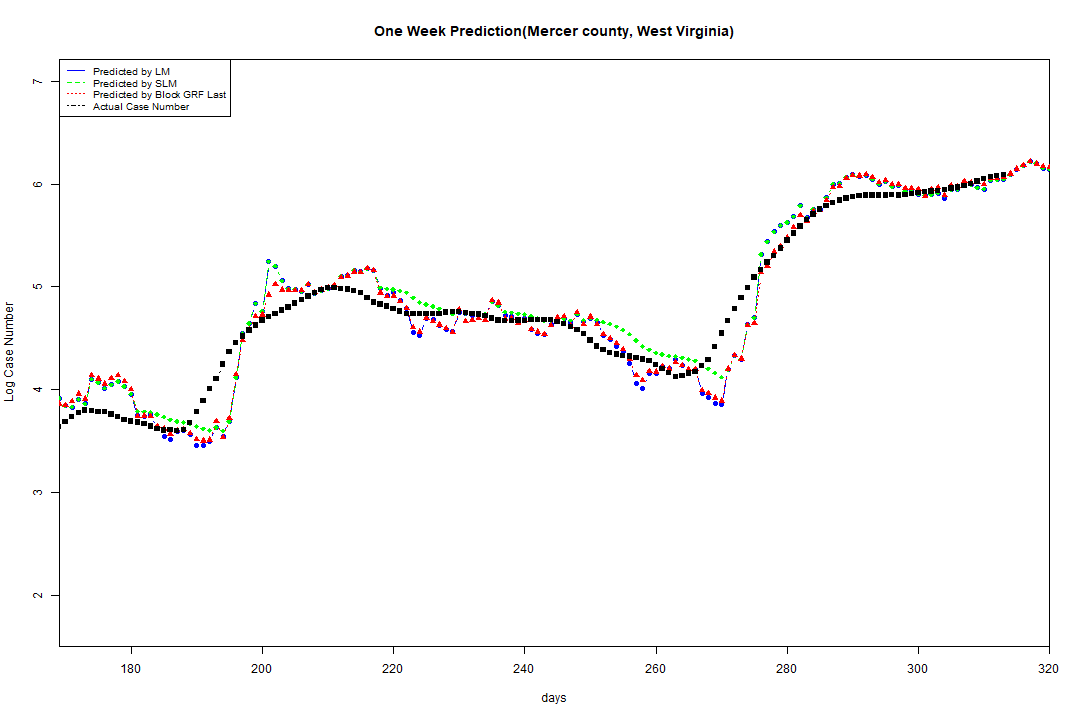 One Week Prediction(Mercer county, West Virginia)
Predicted by LM
Predicted by SLM
Predicted by Block GRF Last
Actual Case Number
7
6
5
4
3
2
Log Case Number
180 200 220 240 260 280 300 320
days